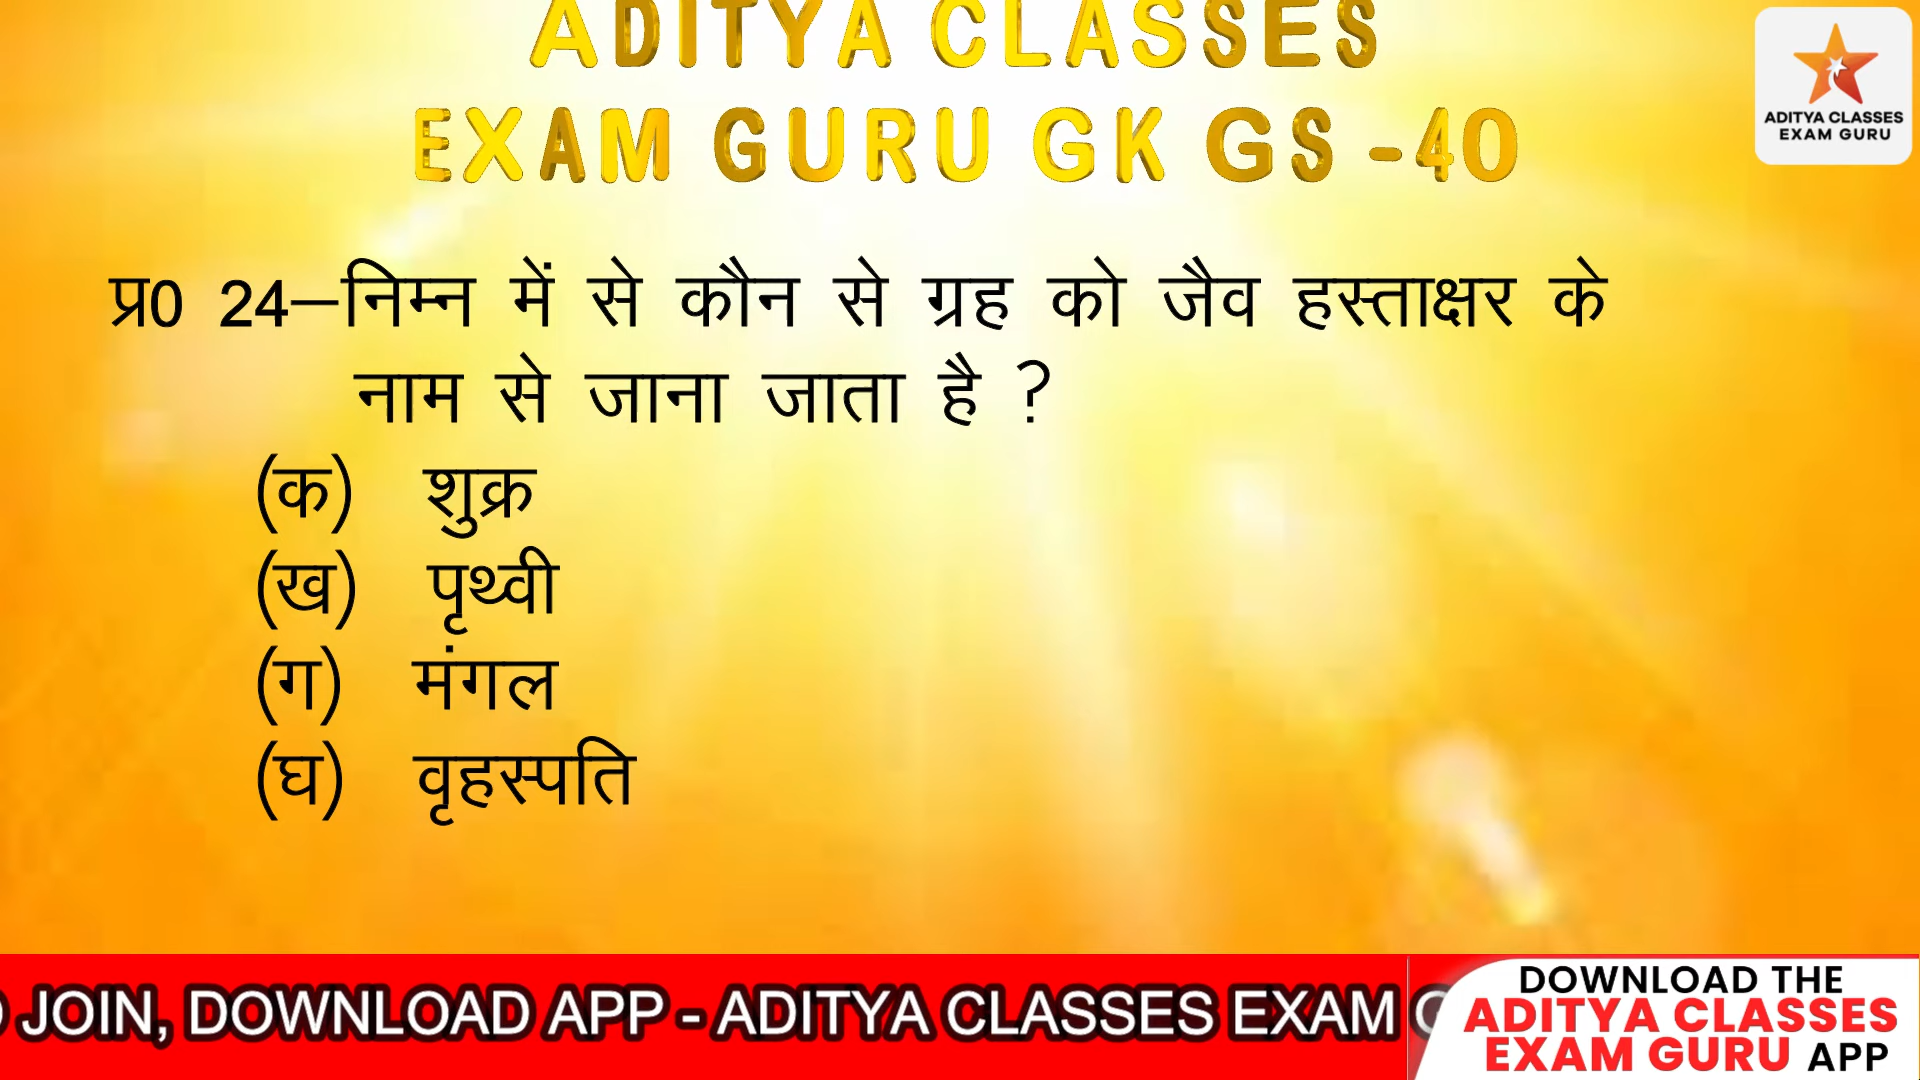 ADITYA CLASSES
EXAM GURU GK GS -40
ADITYA CLASSES
EXAM GURU
प्र0 24–निम्न में से कौन से ग्रह को जैव हस्ताक्षर के
नाम से जाना जाता है ?
(क) शुक्र
(ख) पृथ्वी
(ग) मंगल
(घ) वृहस्पति
JOIN, DOWNLOAD APP - ADITYA CLASSES EXAM
DOWNLOAD THE
ADITYA CLASSES
EXAM GURU APP